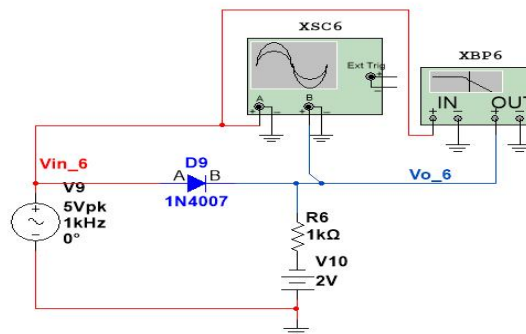 XSC6
Ext Trig
+
−
A
B
+ − + −
XBP6
IN OUT
+ − + −
Vin_6
V9
5Vpk
1kHz
0°
+
D9
A B
1N4007
Vo_6
R6
1kΩ
V10
2V